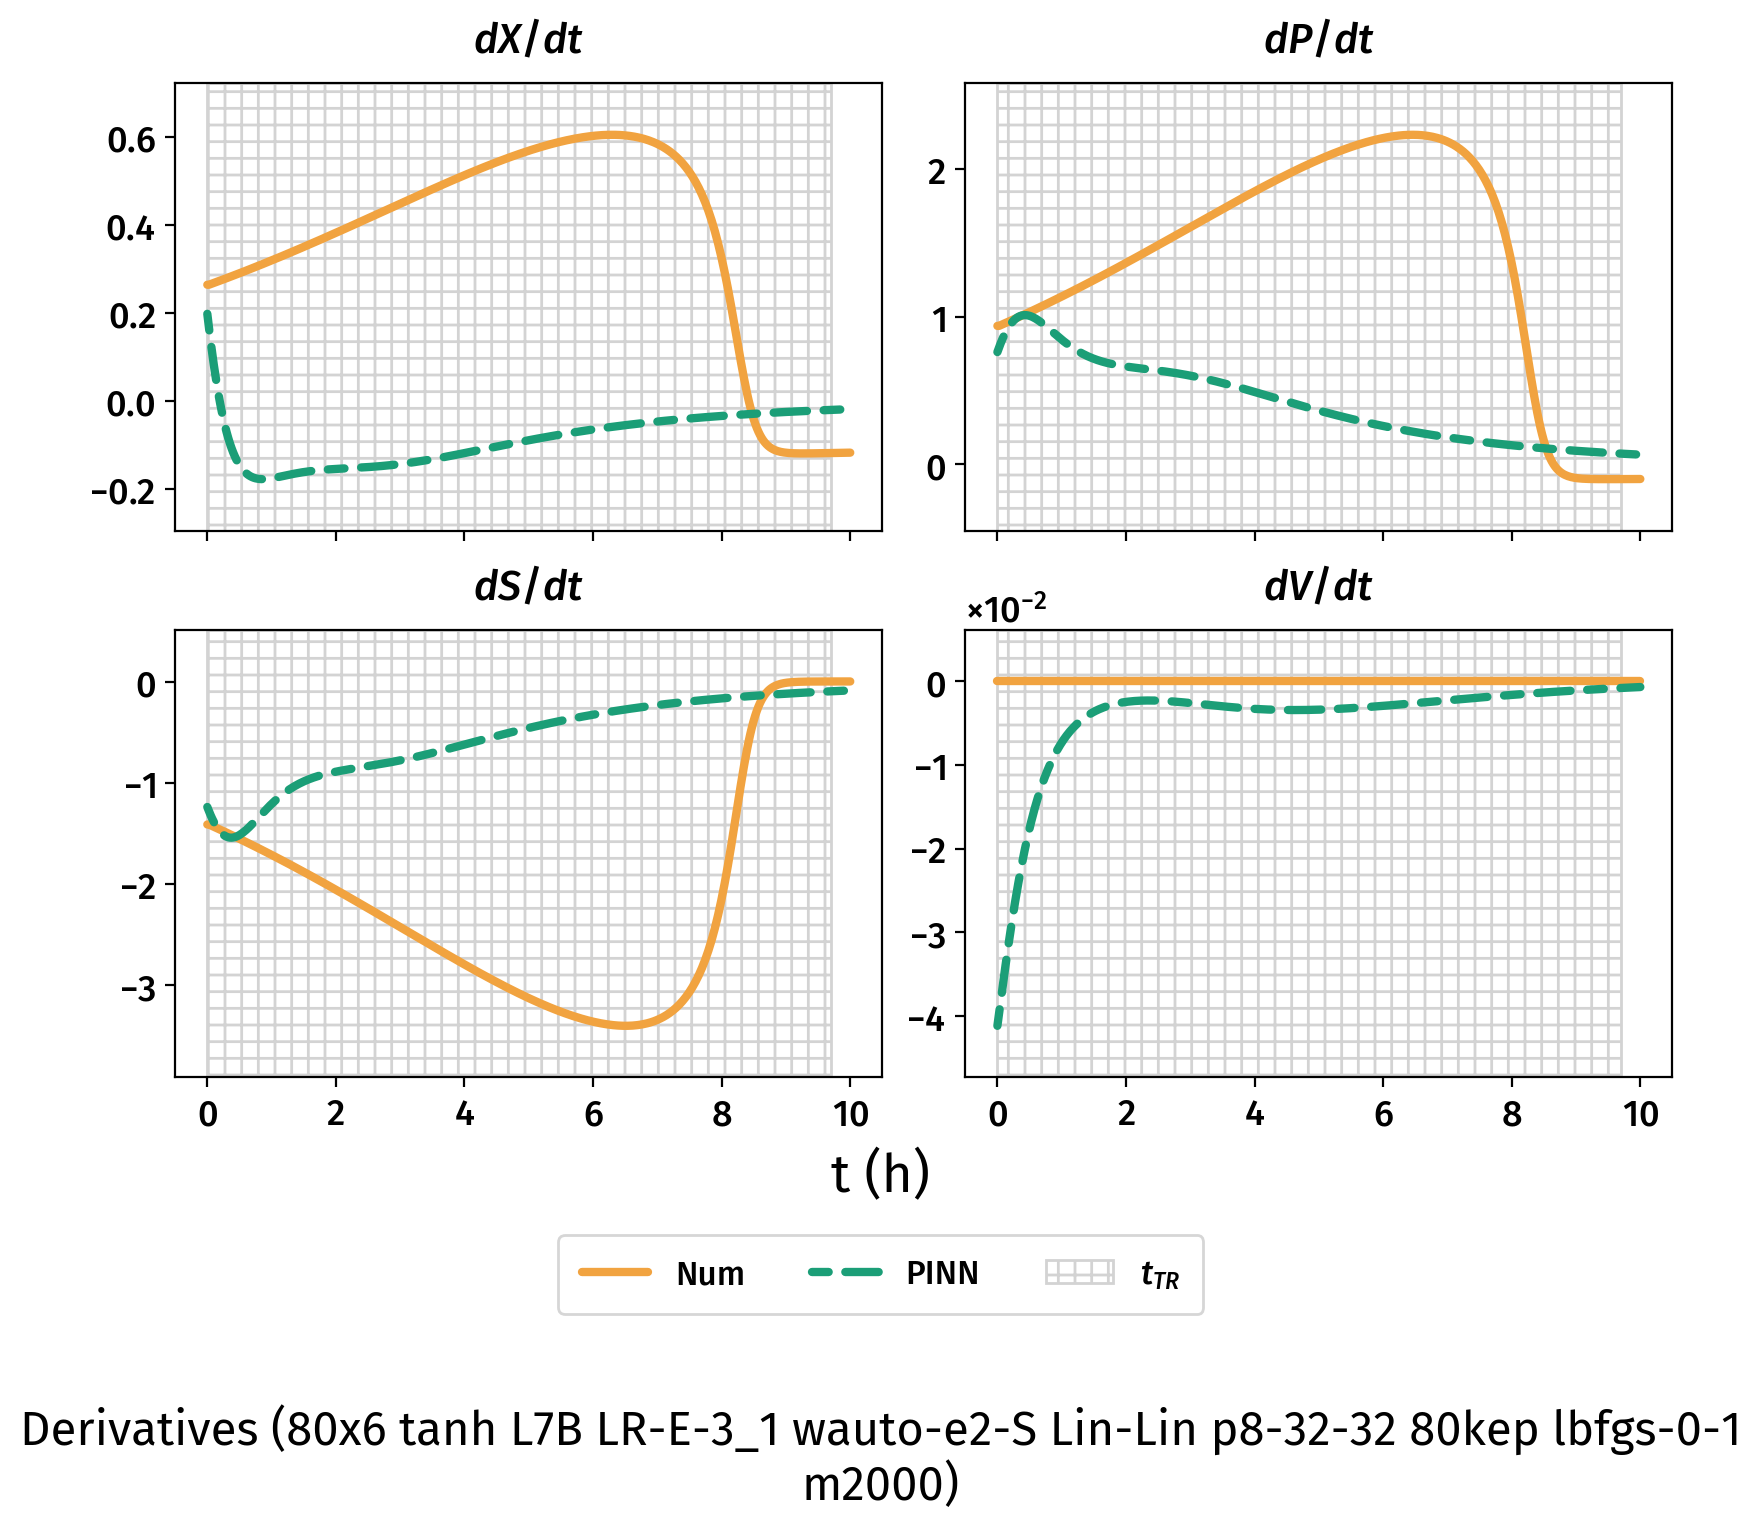 dX/dt
dP/dt
0.6
0.4
0.2
0.0
−0.2
2
1
0
dS/dt
dV/dt
×10⁻²
0
−1
−2
−3
0
−1
−2
−3
−4
0 2 4 6 8 10
0 2 4 6 8 10
t (h)
Num PINN t_TR
Derivatives (80x6 tanh L7B LR-E-3_1 wauto-e2-S Lin-Lin p8-32-32 80kep lbfgs-0-1
m2000)